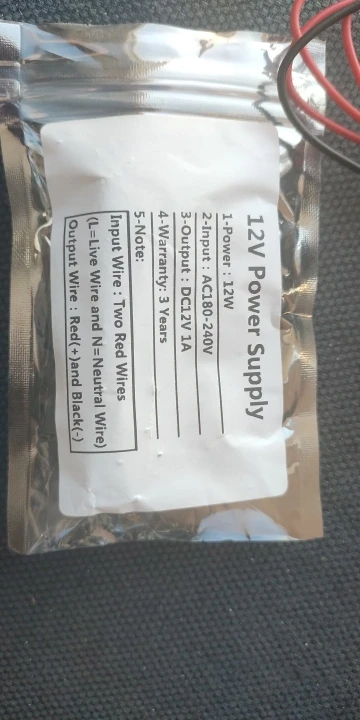 12V Power Supply
1-Power : 12W
2-Input : AC180-240V
3-Output : DC12V 1A
4-Warranty: 3 Years
5-Note:
Input Wire : Two Red Wires
(L=Live Wire and N=Neutral Wire)
Output Wire : Red(+)and Black(-)